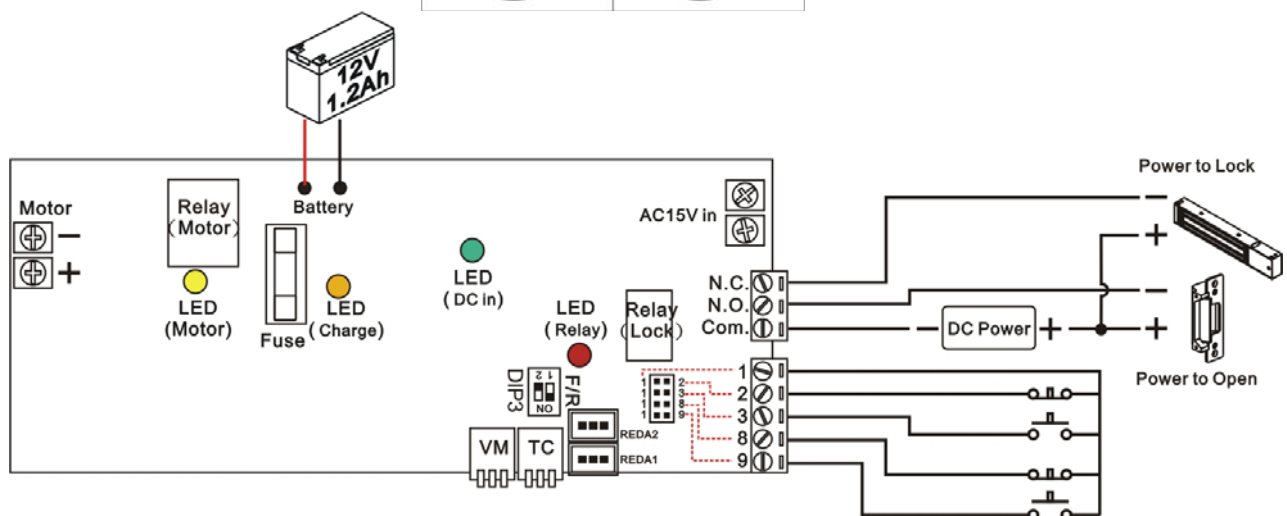 12V
1.2Ah
Battery
Motor
−
+
Relay
(Motor)
LED
(Motor)
Fuse
LED
(Charge)
LED
(DC in)
AC15V in
LED
(Relay)
Relay
(Lock)
N.C.
N.O.
Com.
− DC Power +
Power to Lock
−
+
−
+
Power to Open
DIP3
1 2
ON
F/R
VM
TC
REDA2
REDA1
1 2
1 3
1 8
1 9
1
2
3
8
9